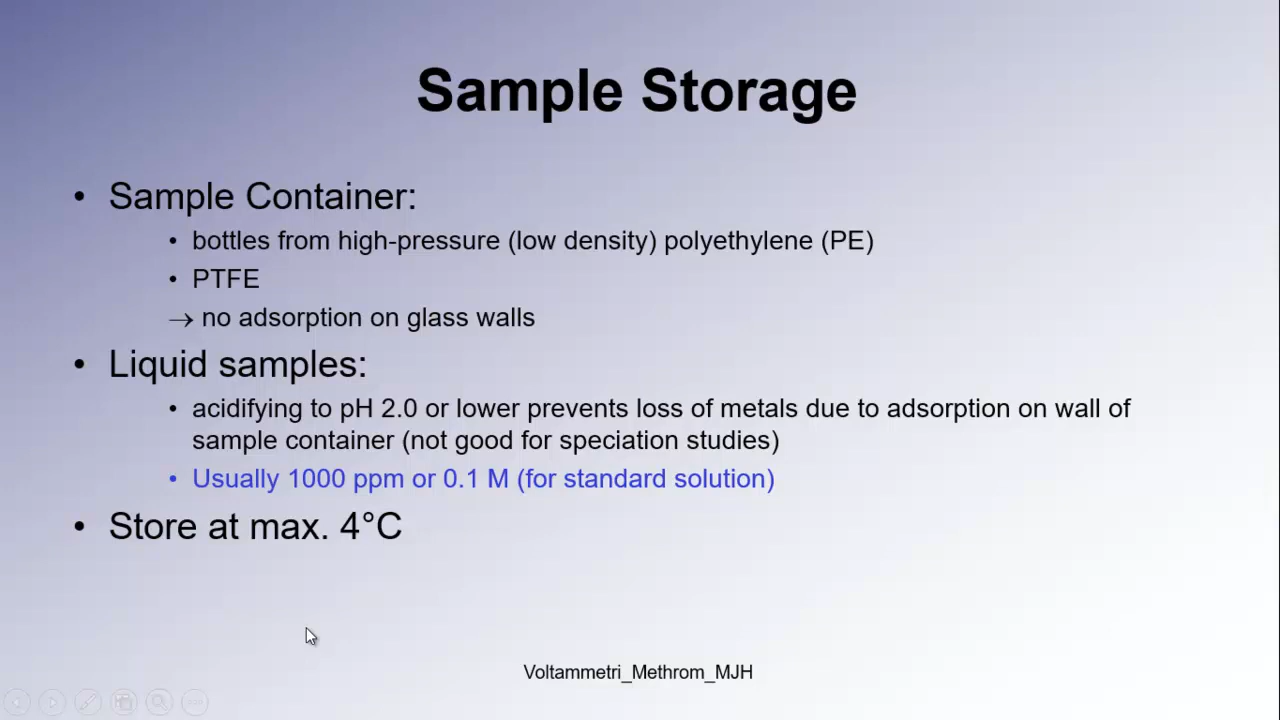 Sample Storage
• Sample Container:
• bottles from high-pressure (low density) polyethylene (PE)
• PTFE
→ no adsorption on glass walls
• Liquid samples:
• acidifying to pH 2.0 or lower prevents loss of metals due to adsorption on wall of
sample container (not good for speciation studies)
• Usually 1000 ppm or 0.1 M (for standard solution)
• Store at max. 4°C
Voltammetri_Methrom_MJH